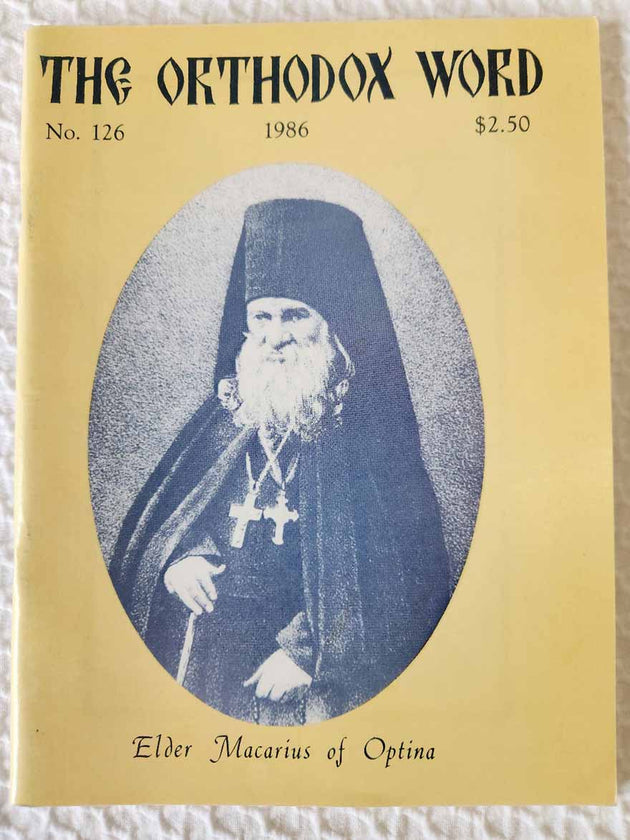 THE ORTHODOX WORD
No. 126 1986 $2.50
Elder Macarius of Optina